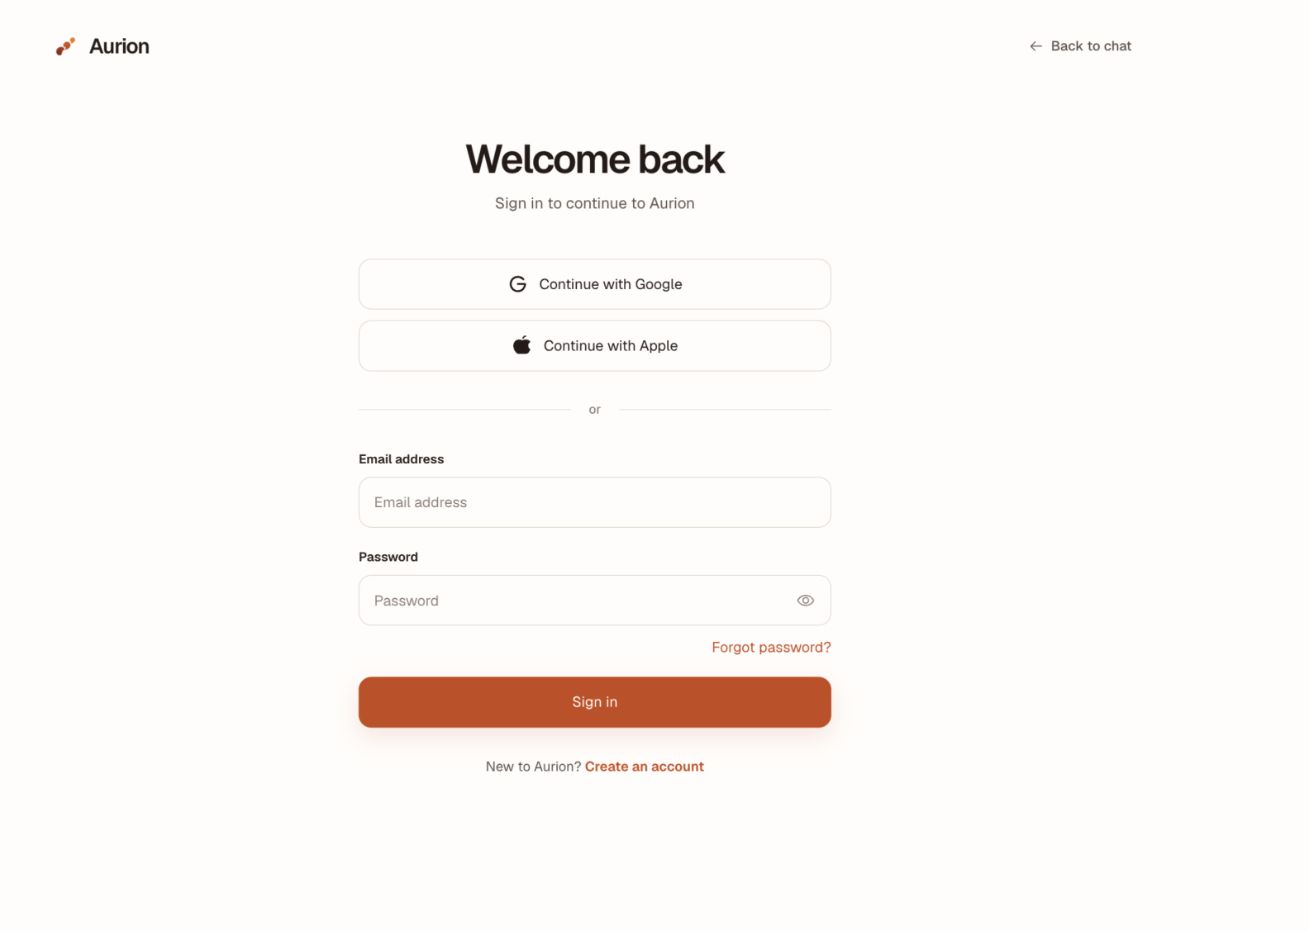 Aurion
Back to chat
Welcome back
Sign in to continue to Aurion
Continue with Google
Continue with Apple
or
Email address
Email address
Password
Password
Forgot password?
Sign in
New to Aurion? Create an account